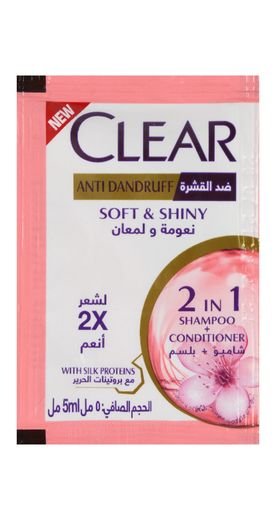 NEW
CLEAR
ANTI DANDRUFF ضد القشرة
SOFT & SHINY
نعومة و لمعان
لشعر
2X
أنعم
2 IN 1
SHAMPOO
+
CONDITIONER
شامبو + بلسم
WITH SILK PROTEINS
مع بروتينات الحرير
الحجم الصافي: ٥ مل 5ml مل